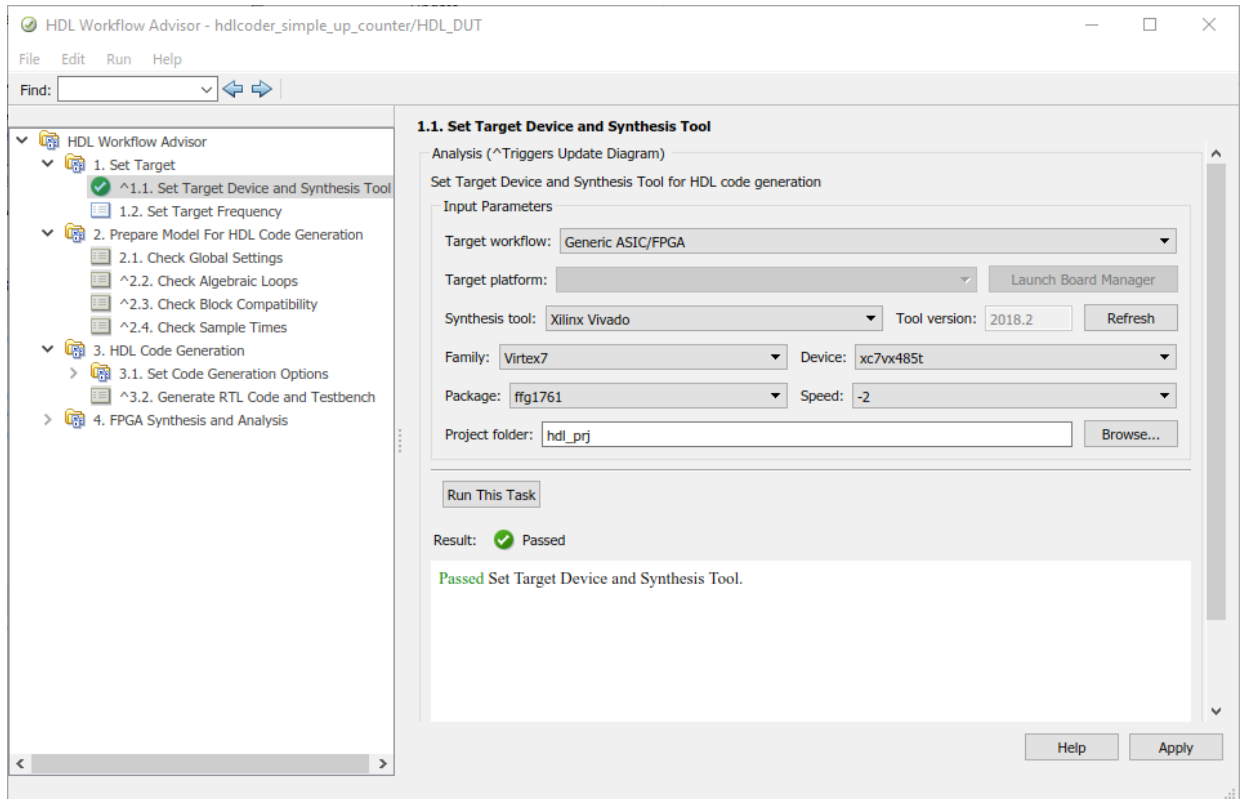 HDL Workflow Advisor - hdlcoder_simple_up_counter/HDL_DUT
File Edit Run Help
Find:
HDL Workflow Advisor
1. Set Target
^1.1. Set Target Device and Synthesis Tool
1.2. Set Target Frequency
2. Prepare Model For HDL Code Generation
2.1. Check Global Settings
^2.2. Check Algebraic Loops
^2.3. Check Block Compatibility
^2.4. Check Sample Times
3. HDL Code Generation
3.1. Set Code Generation Options
^3.2. Generate RTL Code and Testbench
4. FPGA Synthesis and Analysis
1.1. Set Target Device and Synthesis Tool
Analysis (^Triggers Update Diagram)
Set Target Device and Synthesis Tool for HDL code generation
Input Parameters
Target workflow: Generic ASIC/FPGA
Target platform: Launch Board Manager
Synthesis tool: Xilinx Vivado Tool version: 2018.2 Refresh
Family: Virtex7 Device: xc7vx485t
Package: ffg1761 Speed: -2
Project folder: hdl_prj Browse...
Run This Task
Result: Passed
Passed Set Target Device and Synthesis Tool.
Help Apply